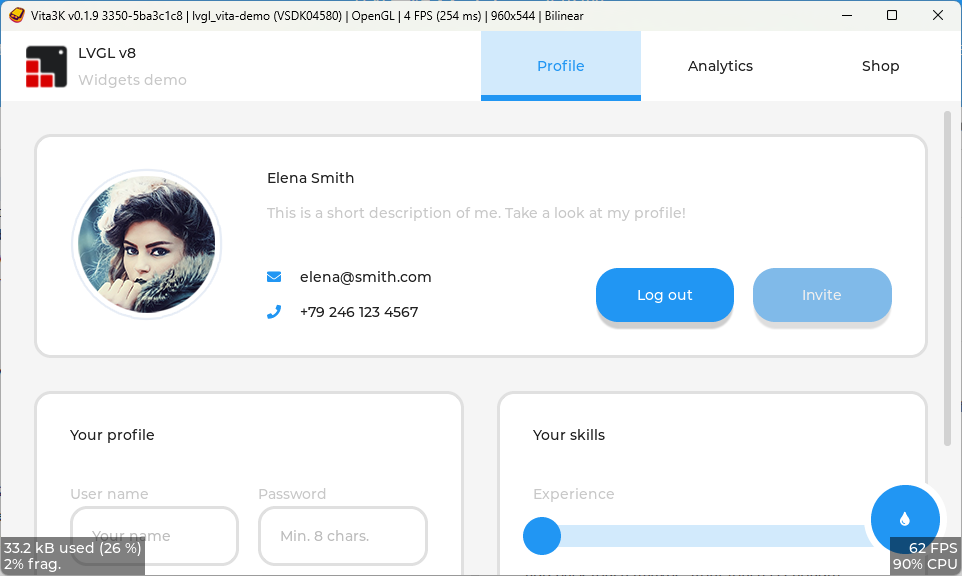 Vita3K v0.1.9 3350-5ba3c1c8 | lvgl_vita-demo (VSDK04580) | OpenGL | 4 FPS (254 ms) | 960x544 | Bilinear
LVGL v8
Widgets demo
Profile
Analytics
Shop
Elena Smith
This is a short description of me. Take a look at my profile!
elena@smith.com
+79 246 123 4567
Log out
Invite
Your profile
User name
Password
Your name
Min. 8 chars.
Your skills
Experience
33.2 kB used (26 %)
2% frag.
62 FPS
90% CPU